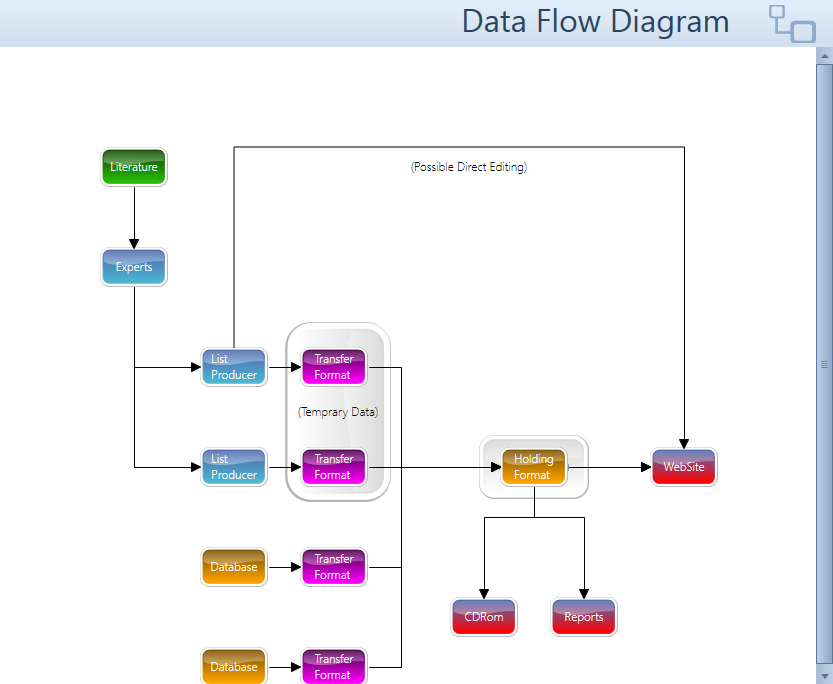 Data Flow Diagram
(Possible Direct Editing)
Literature
Experts
List
Producer
Transfer
Format
(Temprary Data)
List
Producer
Transfer
Format
Holding
Format
WebSite
Database
Transfer
Format
CDRom
Reports
Database
Transfer
Format